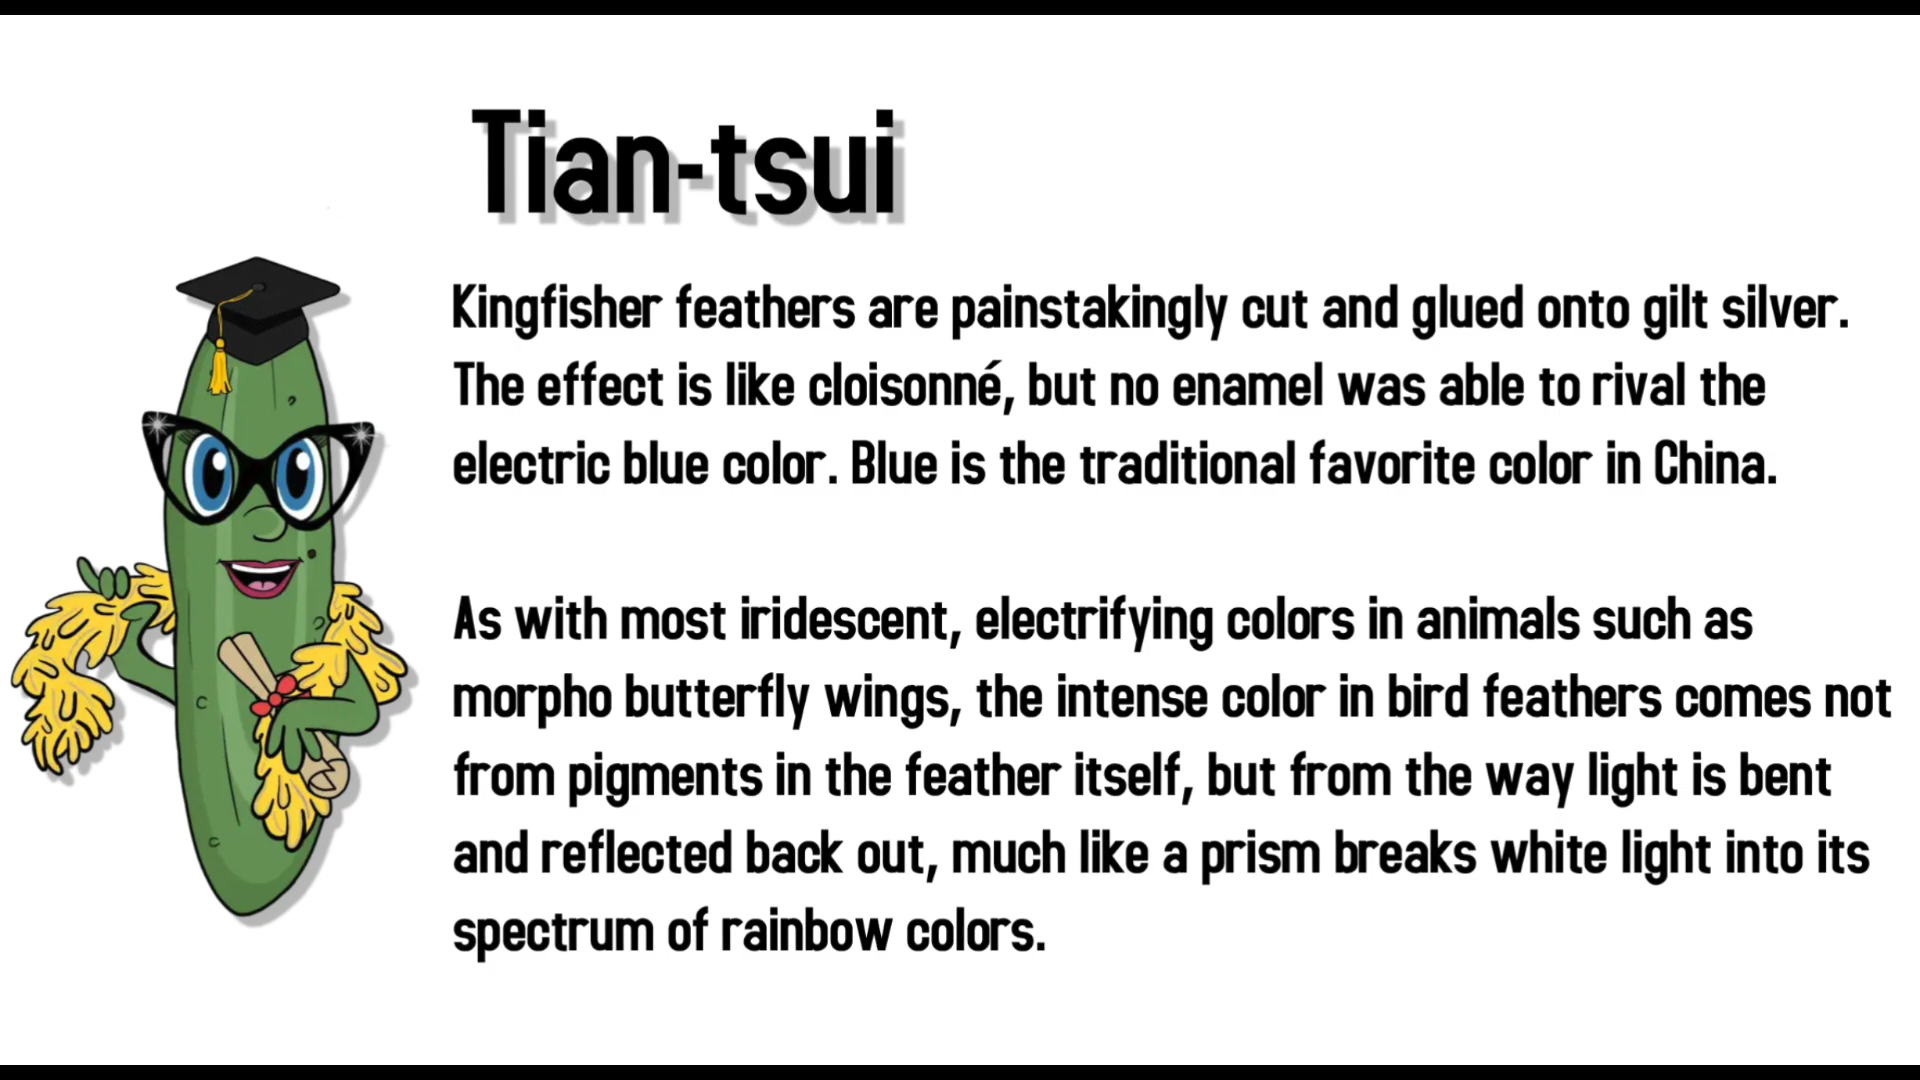 Tian-tsui
Kingfisher feathers are painstakingly cut and glued onto gilt silver.
The effect is like cloisonné, but no enamel was able to rival the
electric blue color. Blue is the traditional favorite color in China.
As with most iridescent, electrifying colors in animals such as
morpho butterfly wings, the intense color in bird feathers comes not
from pigments in the feather itself, but from the way light is bent
and reflected back out, much like a prism breaks white light into its
spectrum of rainbow colors.